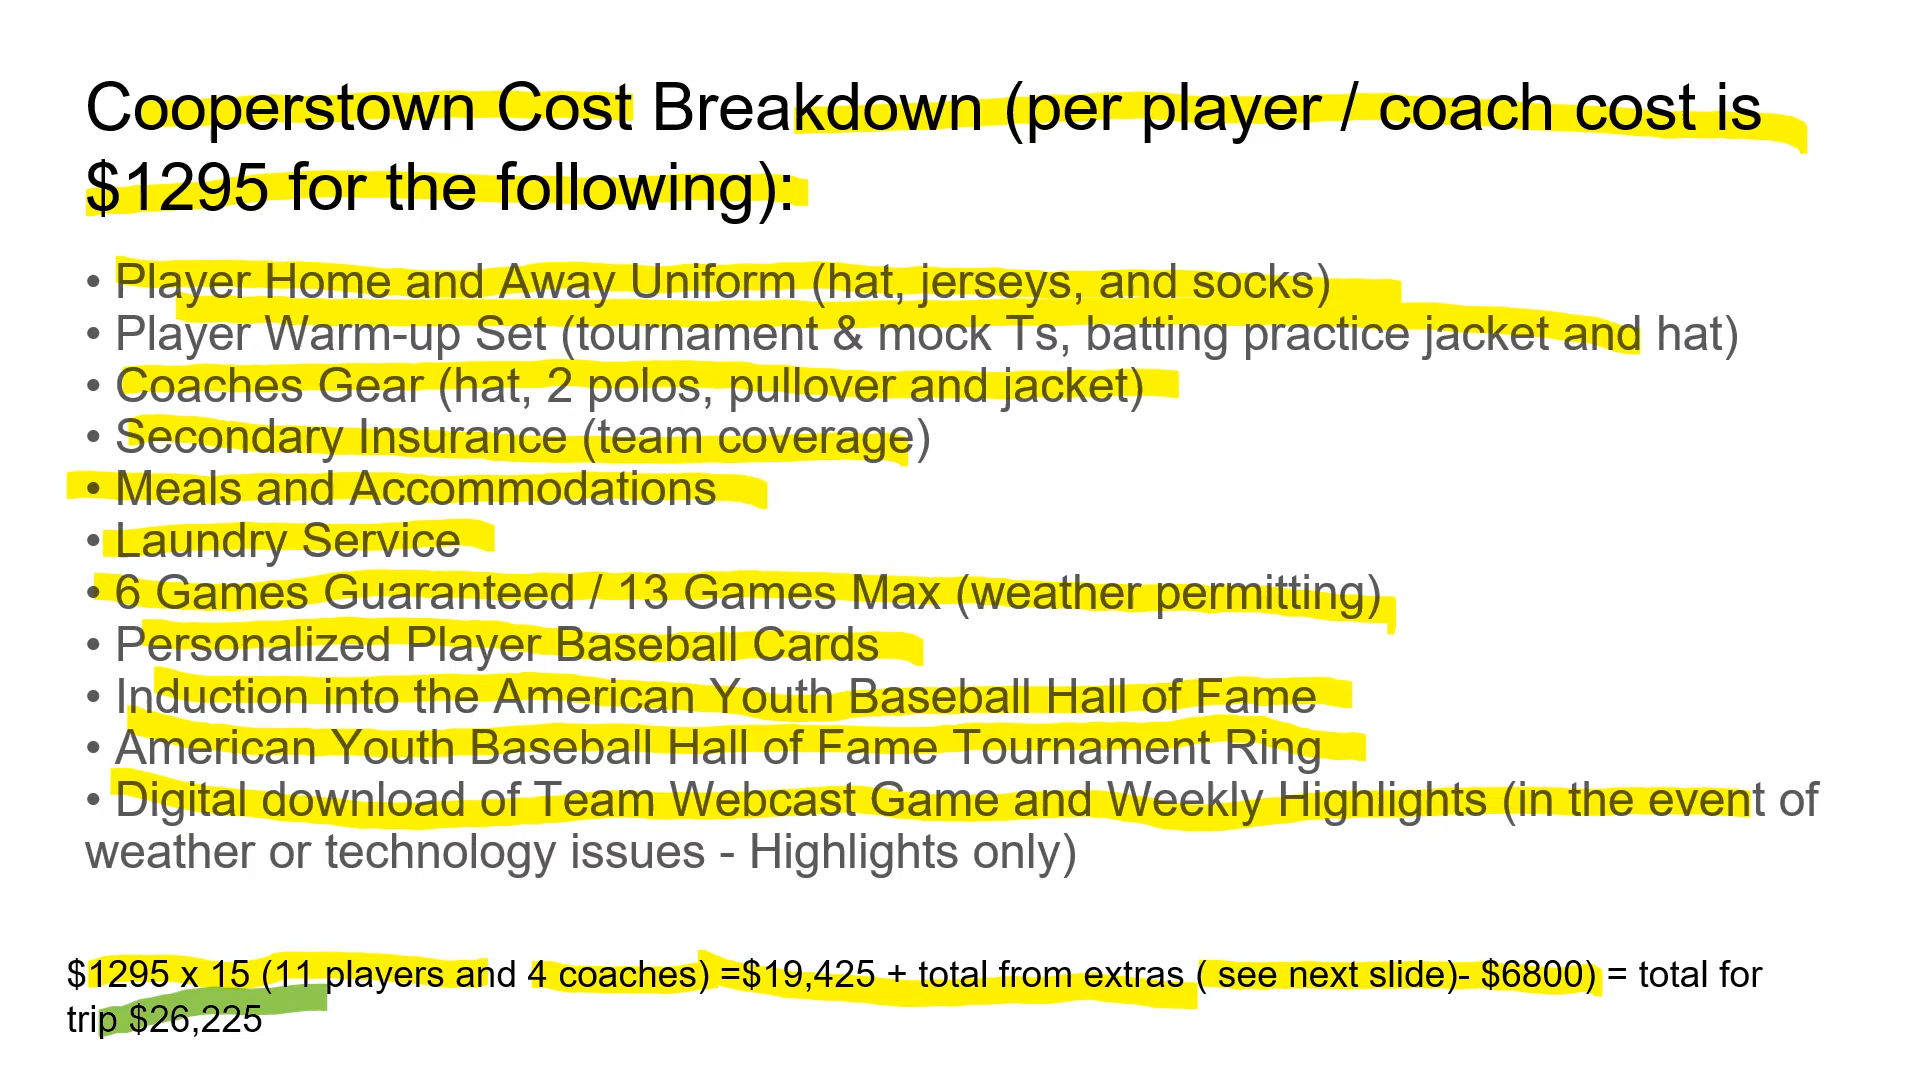 Cooperstown Cost Breakdown (per player / coach cost is
$1295 for the following):
• Player Home and Away Uniform (hat, jerseys, and socks)
• Player Warm-up Set (tournament & mock Ts, batting practice jacket and hat)
• Coaches Gear (hat, 2 polos, pullover and jacket)
• Secondary Insurance (team coverage)
• Meals and Accommodations
• Laundry Service
• 6 Games Guaranteed / 13 Games Max (weather permitting)
• Personalized Player Baseball Cards
• Induction into the American Youth Baseball Hall of Fame
• American Youth Baseball Hall of Fame Tournament Ring
• Digital download of Team Webcast Game and Weekly Highlights (in the event of
weather or technology issues - Highlights only)
$1295 x 15 (11 players and 4 coaches) =$19,425 + total from extras ( see next slide)- $6800) = total for
trip $26,225